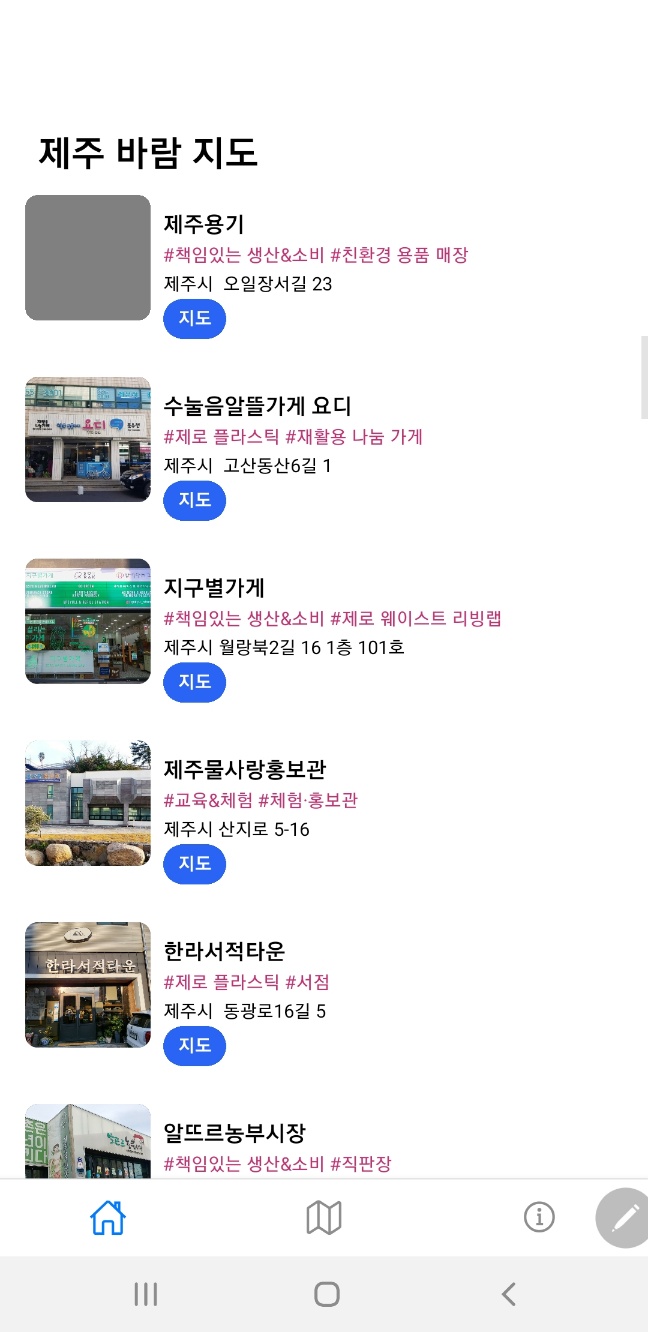 제주 바람 지도
제주용기
#책임있는 생산&소비 #친환경 용품 매장
제주시 오일장서길 23
지도
수눌음알뜰가게 요디
#제로 플라스틱 #재활용 나눔 가게
제주시 고산동산6길 1
지도
요디
지구별가게
#책임있는 생산&소비 #제로 웨이스트 리빙랩
제주시 월랑북2길 16 1층 101호
지도
제주물사랑홍보관
#교육&체험 #체험·홍보관
제주시 산지로 5-16
지도
한라서적타운
한라서적타운
#제로 플라스틱 #서점
제주시 동광로16길 5
지도
알뜨르농부시장
#책임있는 생산&소비 #직판장